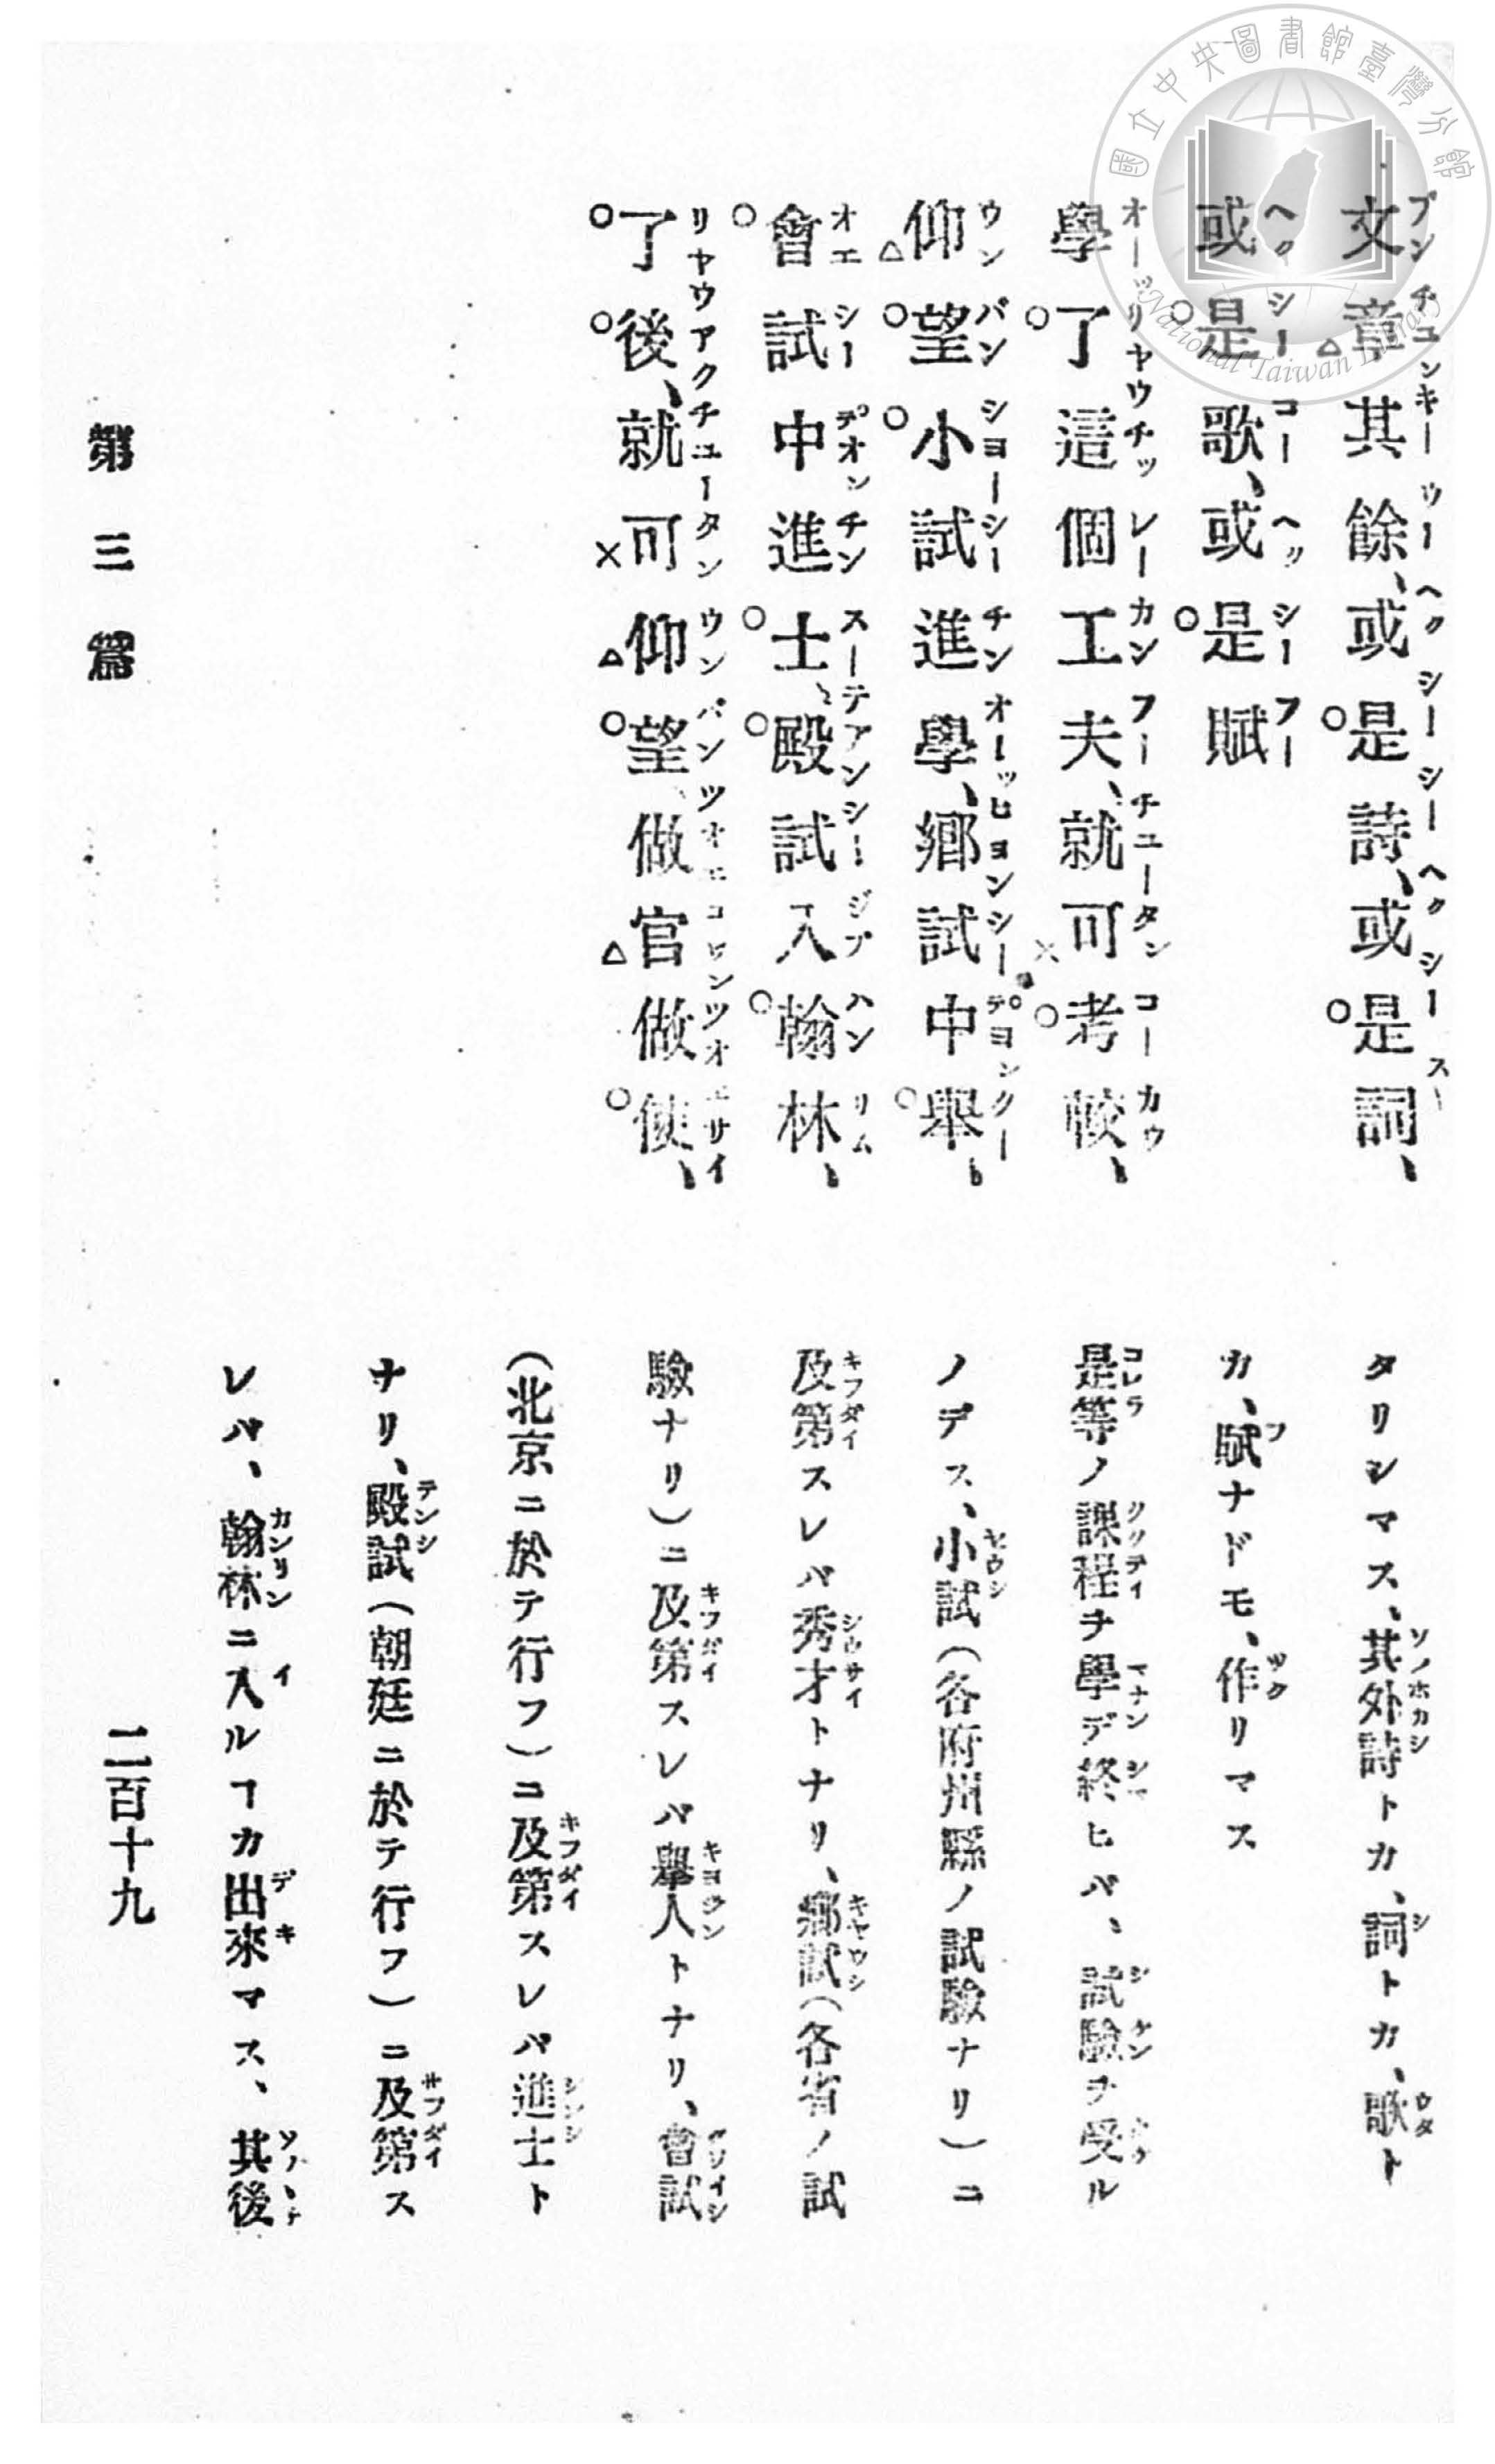 文章其餘、或是詩、或是詞、
或是歌、或是賦
學了這個工夫、就可考較、
仰望小試進學、鄕試中舉、
會試中進士、殿試入翰林、
了後、就可仰望、做官做使、
タリシマス、其外詩トカ、詞トカ、歌ト
カ、賦ナドモ、作リマス
是等ノ課程ヲ學デ終ヒバ、試驗ヲ受ル
ノデス、小試(各府州縣ノ試驗ナリ)ニ
及第スレバ秀才トナリ、鄕試(各省ノ試
驗ナリ)ニ及第スレバ舉人トナリ、會試
(北京ニ於テ行フ)コ及第スレバ進士ト
ナリ、殿試(朝廷ニ於テ行フ)ニ及第ス
レバ、翰林ニ入ルヿカ出來マス、其後
第三篇
二百十九
國立中央圖書館臺灣分館
National Taiwan Library